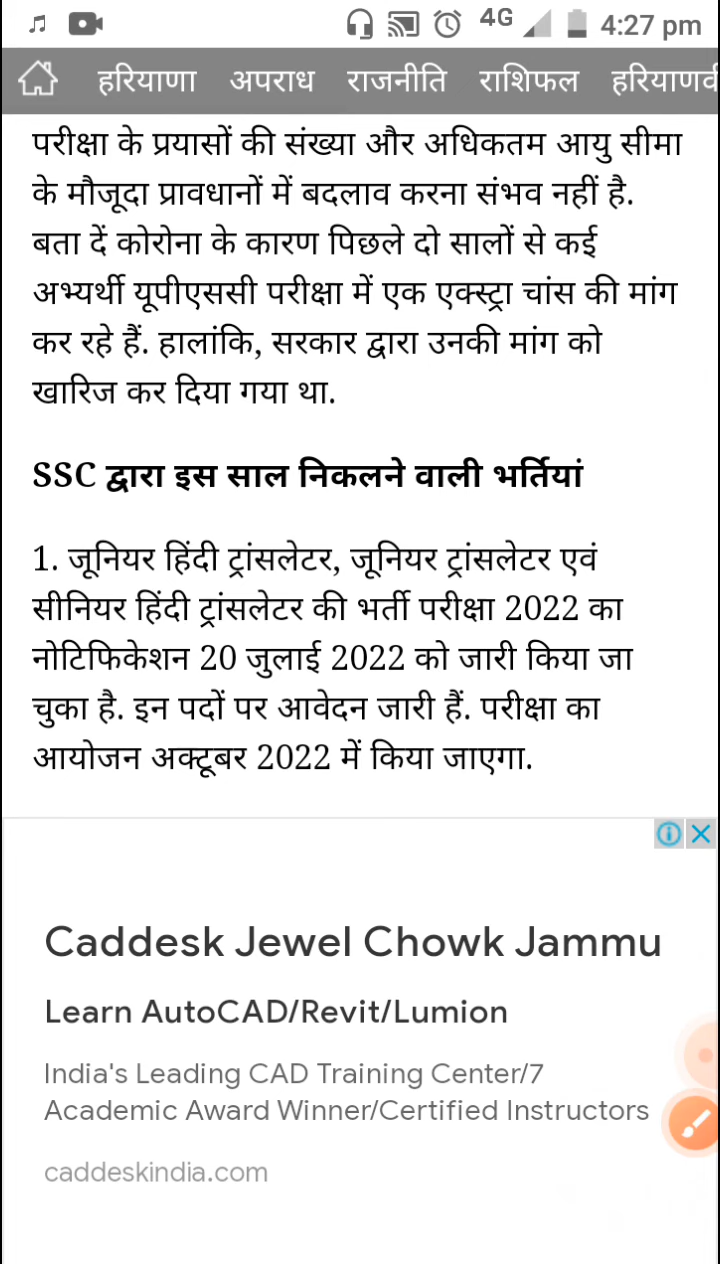 4G 4:27 pm
हरियाणा अपराध राजनीति राशिफल हरियाणवी
परीक्षा के प्रयासों की संख्या और अधिकतम आयु सीमा
के मौजूदा प्रावधानों में बदलाव करना संभव नहीं है.
बता दें कोरोना के कारण पिछले दो सालों से कई
अभ्यर्थी यूपीएससी परीक्षा में एक एक्स्ट्रा चांस की मांग
कर रहे हैं. हालांकि, सरकार द्वारा उनकी मांग को
खारिज कर दिया गया था.
SSC द्वारा इस साल निकलने वाली भर्तियां
1. जूनियर हिंदी ट्रांसलेटर, जूनियर ट्रांसलेटर एवं
सीनियर हिंदी ट्रांसलेटर की भर्ती परीक्षा 2022 का
नोटिफिकेशन 20 जुलाई 2022 को जारी किया जा
चुका है. इन पदों पर आवेदन जारी हैं. परीक्षा का
आयोजन अक्टूबर 2022 में किया जाएगा.
Caddesk Jewel Chowk Jammu
Learn AutoCAD/Revit/Lumion
India's Leading CAD Training Center/7
Academic Award Winner/Certified Instructors
caddeskindia.com